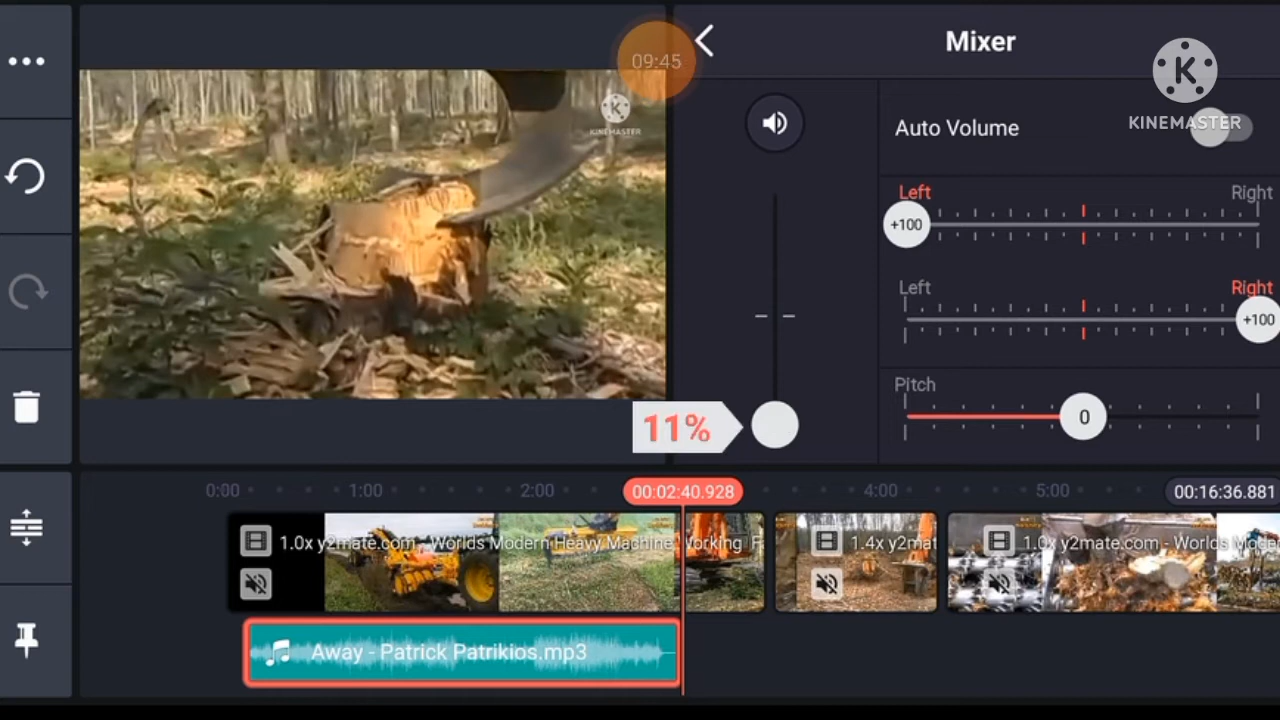 09:45
Mixer
KINEMASTER
KINEMASTER
Auto Volume
Left
Right
+100
Left
Right
+100
Pitch
0
11%
0:00
1:00
2:00
00:02:40.928
4:00
5:00
00:16:36.881
1.0x y2mate.com - Worlds Modern Heavy Machine Working F
1.4x y2mat
1.0x y2mate.com - Worlds Moder
Away - Patrick Patrikios.mp3